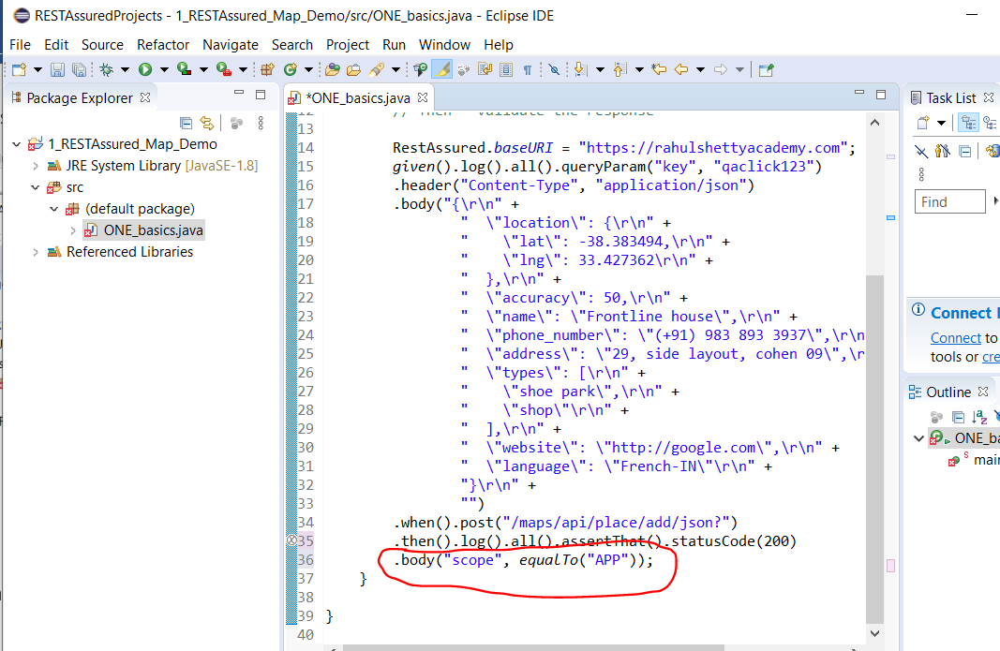 RESTAssuredProjects - 1_RESTAssured_Map_Demo/src/ONE_basics.java - Eclipse IDE
File Edit Source Refactor Navigate Search Project Run Window Help
Package Explorer
1_RESTAssured_Map_Demo
JRE System Library [JavaSE-1.8]
src
(default package)
ONE_basics.java
Referenced Libraries
*ONE_basics.java
12 // Then - validate the response
13
14 RestAssured.baseURI = "https://rahulshettyacademy.com";
15 given().log().all().queryParam("key", "qaclick123")
16 .header("Content-Type", "application/json")
17 .body("{\r\n" +
18 "  \"location\": {\r\n" +
19 "    \"lat\": -38.383494,\r\n" +
20 "    \"lng\": 33.427362\r\n" +
21 "  },\r\n" +
22 "  \"accuracy\": 50,\r\n" +
23 "  \"name\": \"Frontline house\",\r\n" +
24 "  \"phone_number\": \"(+91) 983 893 3937\",\r\n
25 "  \"address\": \"29, side layout, cohen 09\",\r
26 "  \"types\": [\r\n" +
27 "    \"shoe park\",\r\n" +
28 "    \"shop\"\r\n" +
29 "  ],\r\n" +
30 "  \"website\": \"http://google.com\",\r\n" +
31 "  \"language\": \"French-IN\"\r\n" +
32 "}\r\n" +
33 "")
34 .when().post("/maps/api/place/add/json?")
35 .then().log().all().assertThat().statusCode(200)
36 .body("scope", equalTo("APP"));
37 }
38
39 }
40
Task List
Find
Connect
Connect to
tools or cre
Outline
ONE_ba
S main